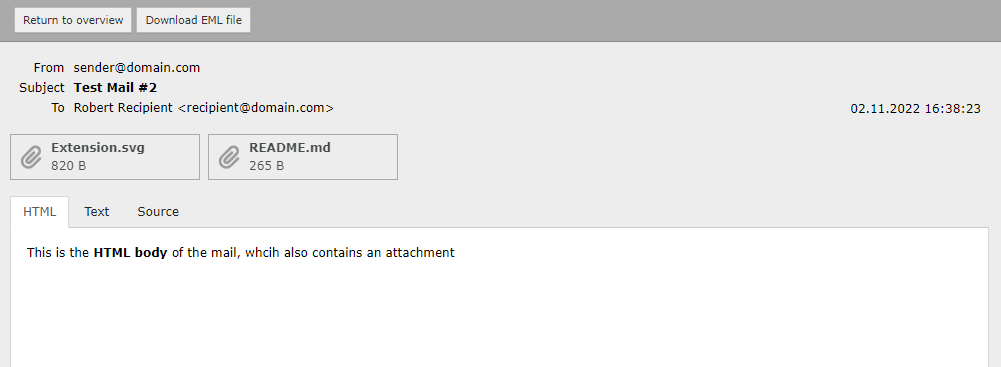 Return to overview Download EML file
From sender@domain.com
Subject Test Mail #2
To Robert Recipient <recipient@domain.com>
02.11.2022 16:38:23
Extension.svg
820 B
README.md
265 B
HTML Text Source
This is the HTML body of the mail, whcih also contains an attachment